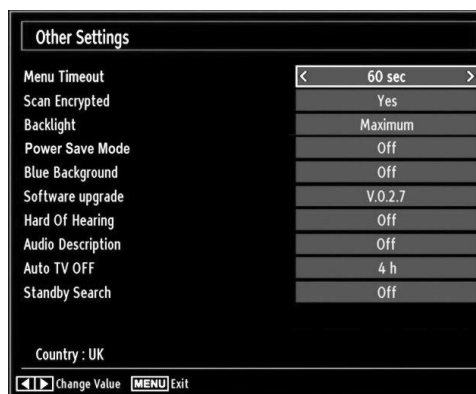 Other Settings
Menu Timeout < 60 sec >
Scan Encrypted Yes
Backlight Maximum
Power Save Mode Off
Blue Background Off
Software upgrade V.0.2.7
Hard Of Hearing Off
Audio Description Off
Auto TV OFF 4 h
Standby Search Off
Country : UK
Change Value MENU Exit